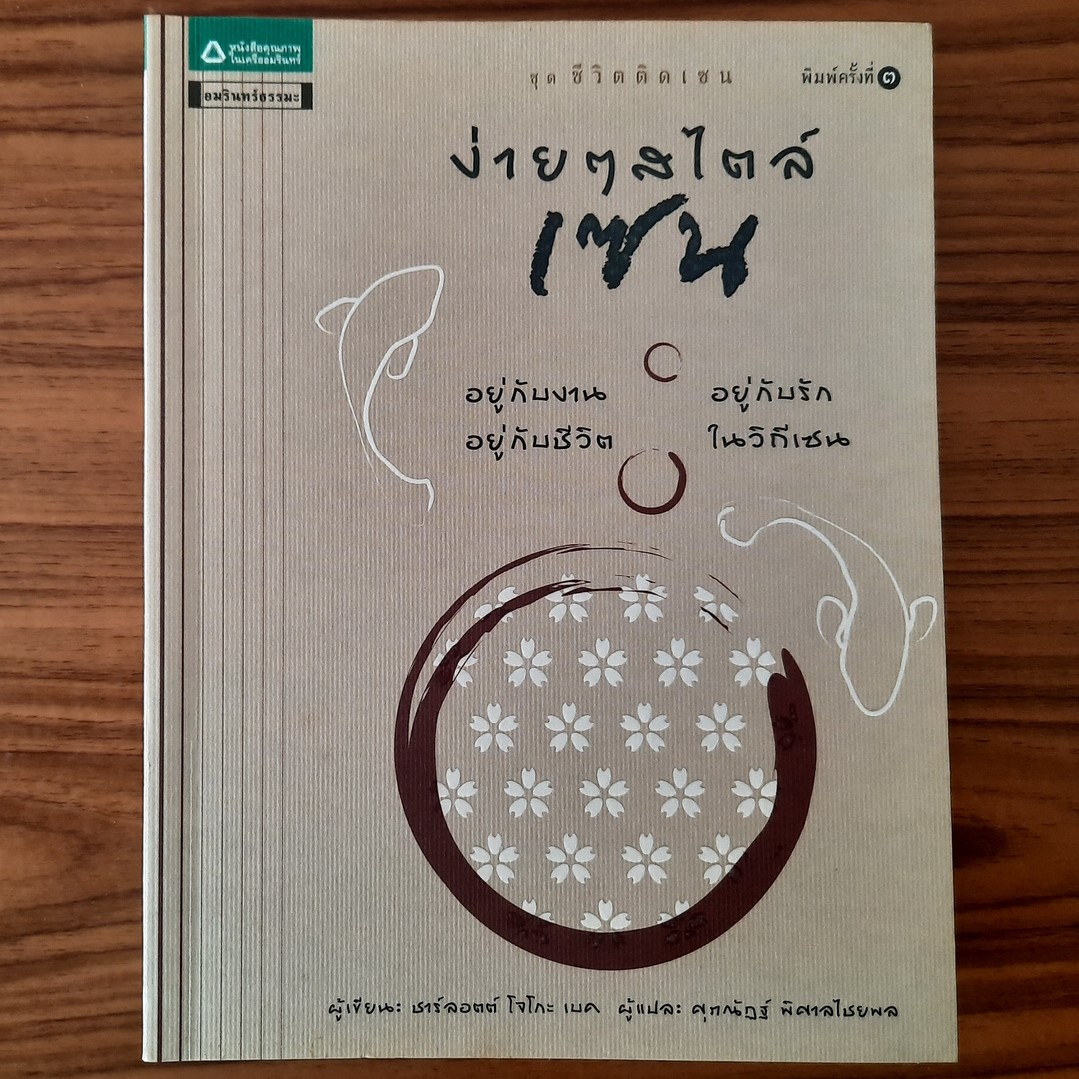 หนังสือคุณภาพ
ในเครืออมรินทร์
อมรินทร์ธรรมะ
ชุด ชีวิตติดเซน
พิมพ์ครั้งที่ ๓
ง่ายๆสไตล์
เซน
อยู่กับงาน อยู่กับรัก
อยู่กับชีวิต ในวิถีเซน
ผู้เขียน: ชาร์ลอตต์ โจโกะ เบค ผู้แปล: ศุภณัฏฐ์ พิศาลไชยพล